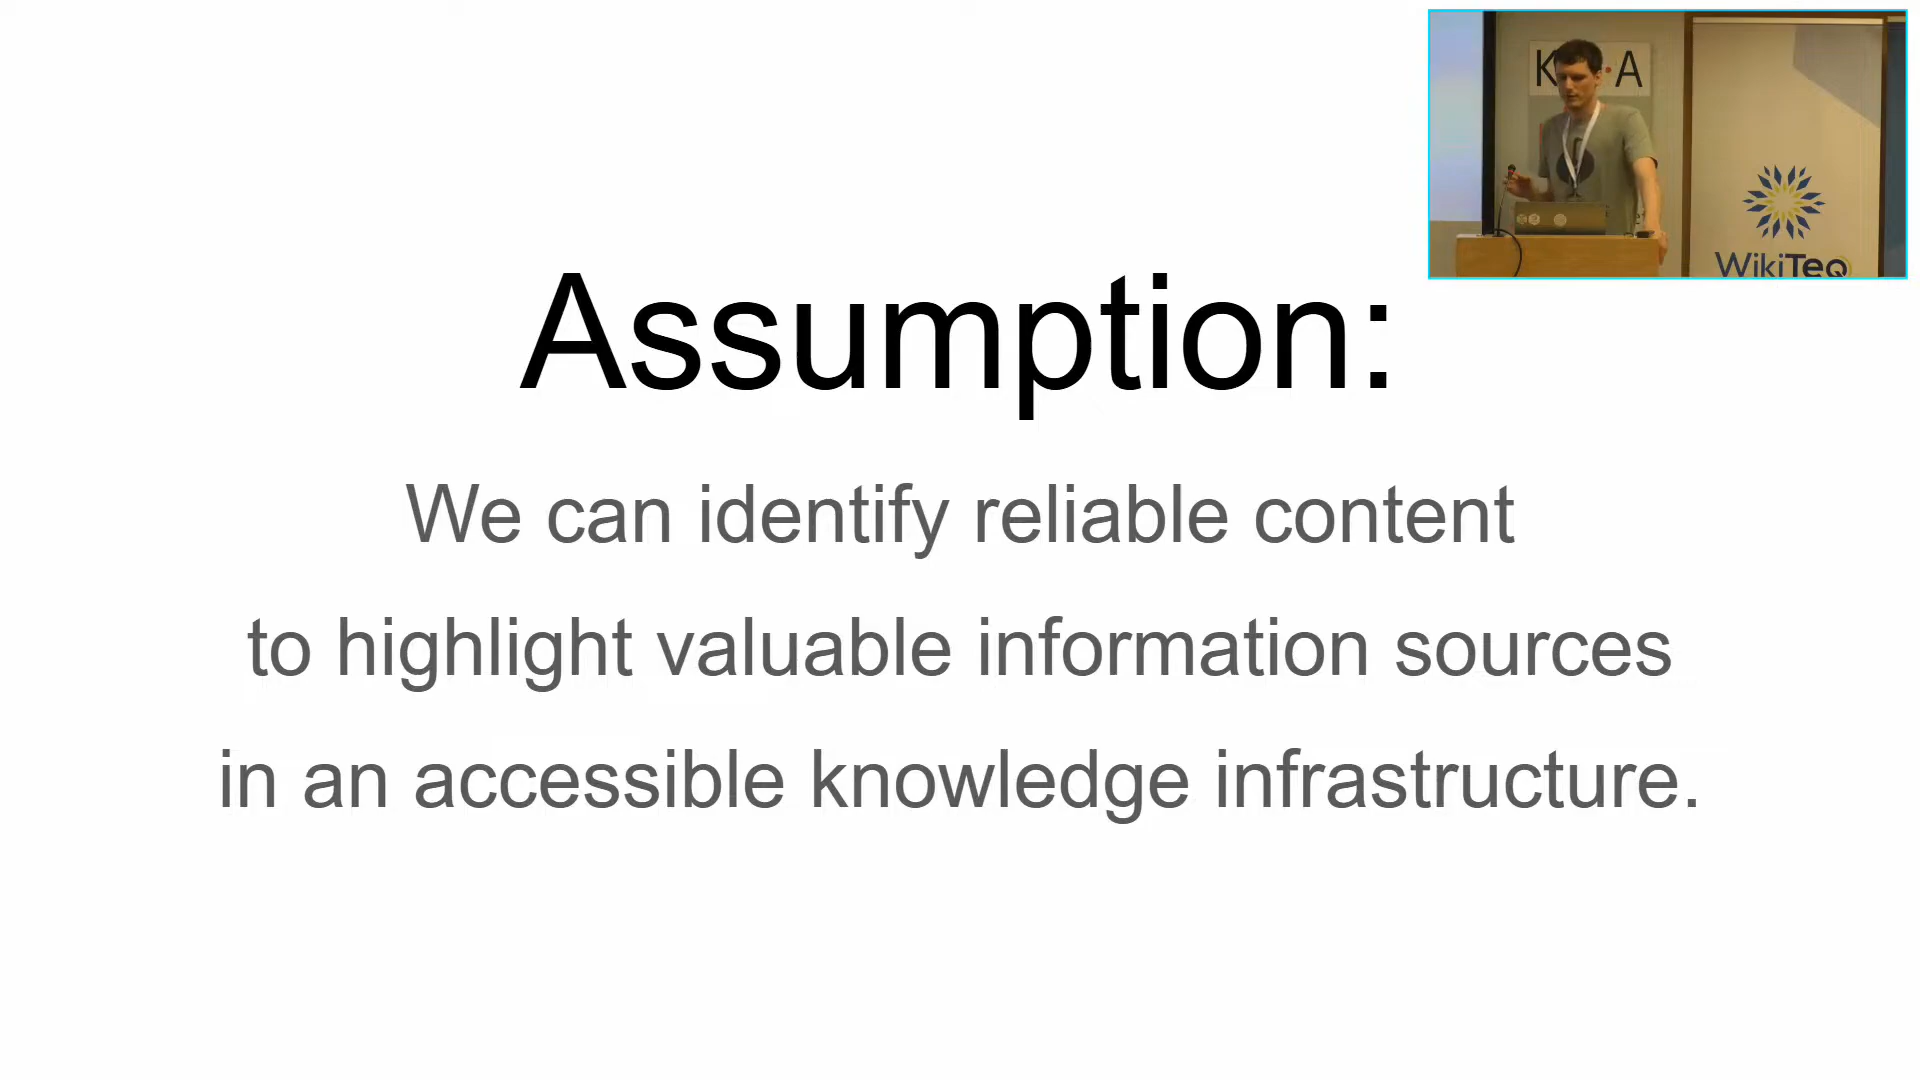 Assumption:
We can identify reliable content
to highlight valuable information sources
in an accessible knowledge infrastructure.
WikiTeq